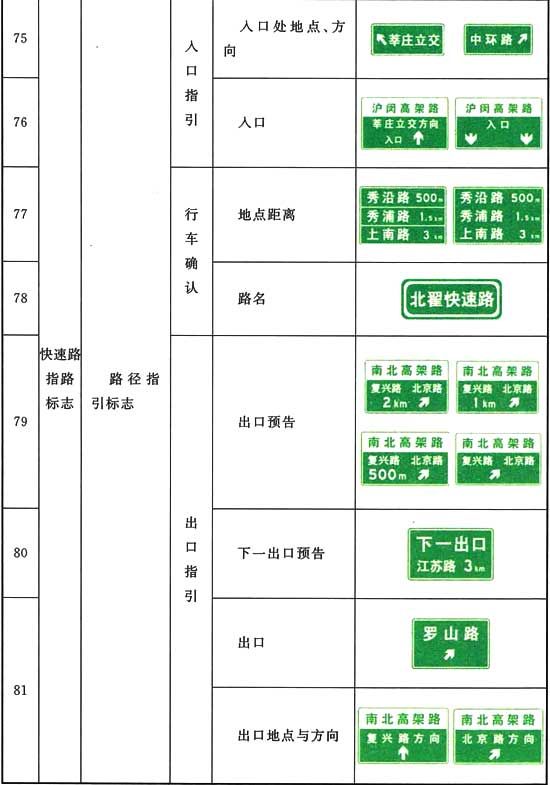 75
入口指引
入口处地点、方
向
莘庄立交
中环路
76
入口
沪闵高架路
莘庄立交方向
入口
沪闵高架路
入口
77
行车确认
地点距离
秀沿路 500m
秀浦路 1.5km
上南路 3km
秀沿路 500m
秀浦路 1.5km
上南路 3km
78
路名
北翟快速路
快速路
指路
标志
路径指
引标志
79
出口指引
出口预告
南北高架路
复兴路 北京路
2km
南北高架路
复兴路 北京路
1km
南北高架路
复兴路 北京路
500m
南北高架路
复兴路 北京路
80
下一出口预告
下一出口
江苏路 3km
81
出口
罗山路
出口地点与方向
南北高架路
复兴路方向
南北高架路
北京路方向